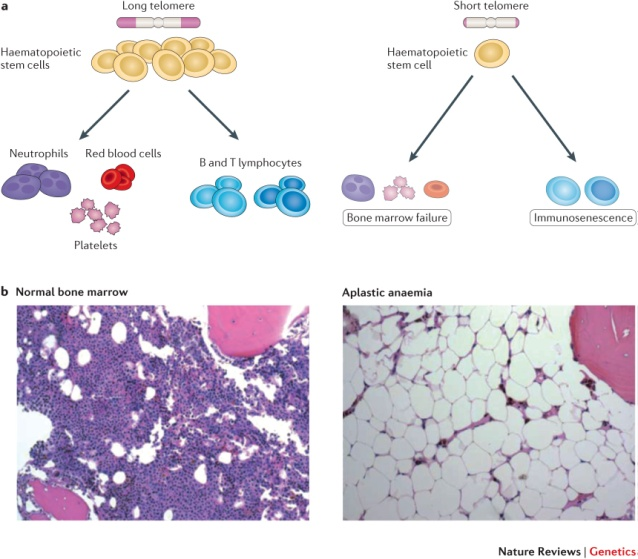 a
Long telomere
Short telomere
Haematopoietic
stem cells
Haematopoietic
stem cell
Neutrophils
Red blood cells
B and T lymphocytes
Platelets
Bone marrow failure
Immunosenescence
b Normal bone marrow
Aplastic anaemia
Nature Reviews | Genetics